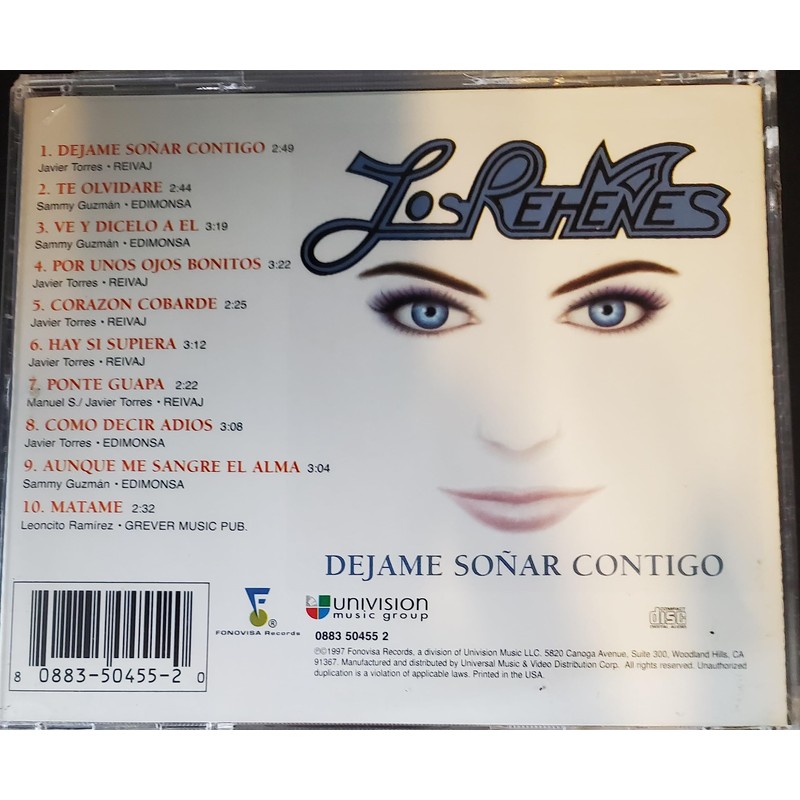 1. DEJAME SOÑAR CONTIGO 2:49
Javier Torres • REIVAJ
2. TE OLVIDARE 2:44
Sammy Guzmán • EDIMONSA
3. VE Y DICELO A EL 3:19
Sammy Guzmán • EDIMONSA
4. POR UNOS OJOS BONITOS 3:22
Javier Torres • REIVAJ
5. CORAZON COBARDE 2:25
Javier Torres • REIVAJ
6. HAY SI SUPIERA 3:12
Javier Torres • REIVAJ
7. PONTE GUAPA 2:22
Manuel S./ Javier Torres • REIVAJ
8. COMO DECIR ADIOS 3:08
Javier Torres • EDIMONSA
9. AUNQUE ME SANGRE EL ALMA 3:04
Sammy Guzmán • EDIMONSA
10. MATAME 2:32
Leoncito Ramírez • GREVER MUSIC PUB.
LOS REHENES
DEJAME SOÑAR CONTIGO
8 0883-50455-2 0
F ®
FONOVISA Records
UNIVISION
music group
COMPACT
disc
DIGITAL AUDIO
0883 50455 2
℗©1997 Fonovisa Records, a division of Univision Music LLC. 5820 Canoga Avenue, Suite 300, Woodland Hills, CA
91367. Manufactured and distributed by Universal Music & Video Distribution Corp. All rights reserved. Unauthorized
duplication is a violation of applicable laws. Printed in the USA.